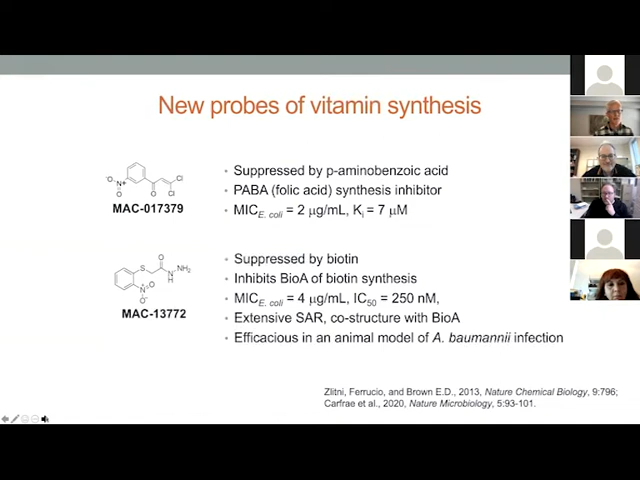 New probes of vitamin synthesis
O
N+
-O
O
Cl
Cl
MAC-017379
• Suppressed by p-aminobenzoic acid
• PABA (folic acid) synthesis inhibitor
• MICE. coli = 2 μg/mL, Ki = 7 μM
S
O
N
H
NH2
N+
O
O-
MAC-13772
• Suppressed by biotin
• Inhibits BioA of biotin synthesis
• MICE. coli = 4 μg/mL, IC50 = 250 nM,
• Extensive SAR, co-structure with BioA
• Efficacious in an animal model of A. baumannii infection
Zlitni, Ferrucio, and Brown E.D., 2013, Nature Chemical Biology, 9:796;
Carfrae et al., 2020, Nature Microbiology, 5:93-101.